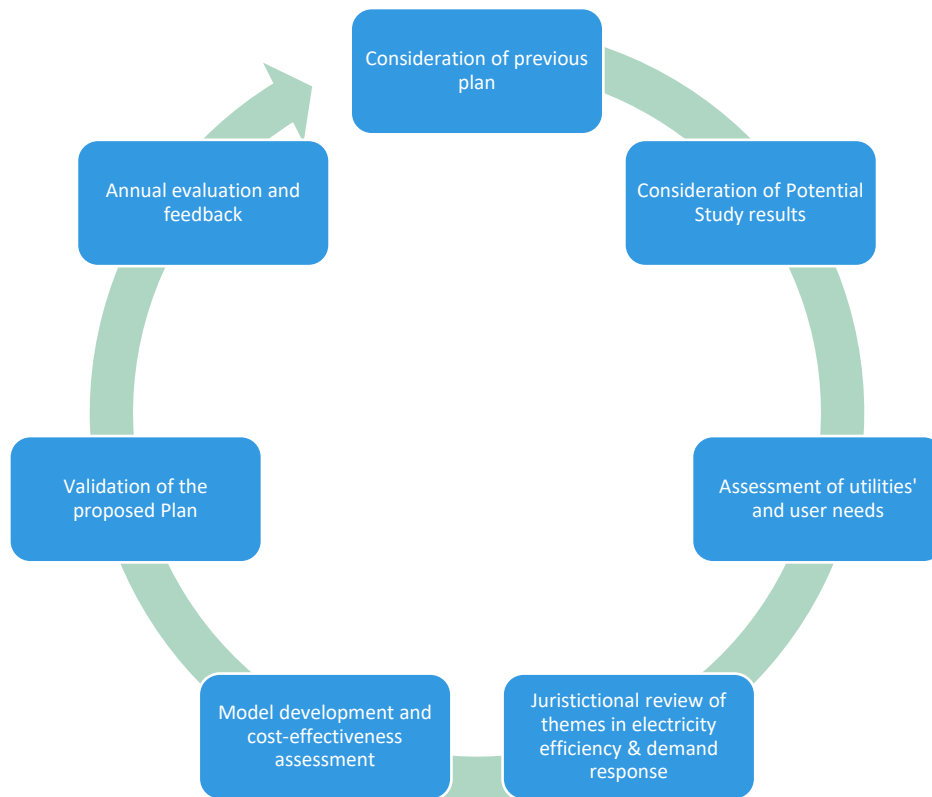 Consideration of previous
plan
Consideration of Potential
Study results
Assessment of utilities'
and user needs
Juristictional review of
themes in electricity
efficiency & demand
response
Model development and
cost-effectiveness
assessment
Validation of the
proposed Plan
Annual evaluation and
feedback